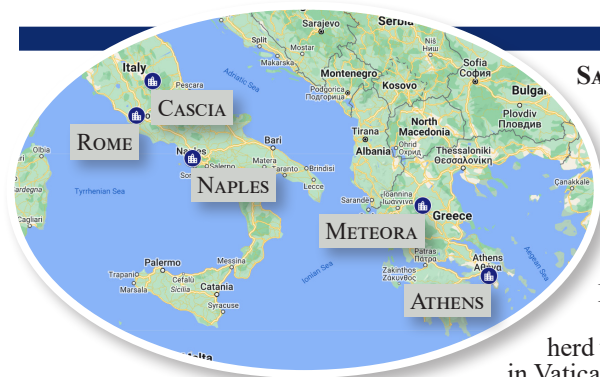 Sarajevo
Serbia
Split
Mostar
Makarska
Niš
Ниш
Italy
Adriatic Sea
Pescara
Montenegro
Podgorica
Подгорица
Kosovo
Sofia
София
SA
Bulgar
Plovdiv
Пловдив
CASCIA
ROME
Tirana
Albania
North
Macedonia
Ohrid
Охрид
Thessaloniki
Θεσσαλονίκη
Bari
Naples
Salerno
Matera
Taranto
Brindisi
Lecce
NAPLES
Olbia
Sardegna
Cagliari
Tyrrhenian Sea
Sarandë
Ioannina
Ιωάννινα
Çanakkale
METEORA
Greece
Aegean Sea
Patras
Πάτρα
Athens
Αθήνα
Zakinthos
Ζάκυνθος
ATHENS
Ionian Sea
Palermo
Messina
Trapani
Cefalù
Marsala
Sicilia
Catania
Syracuse
Malta
herd
in Vatica